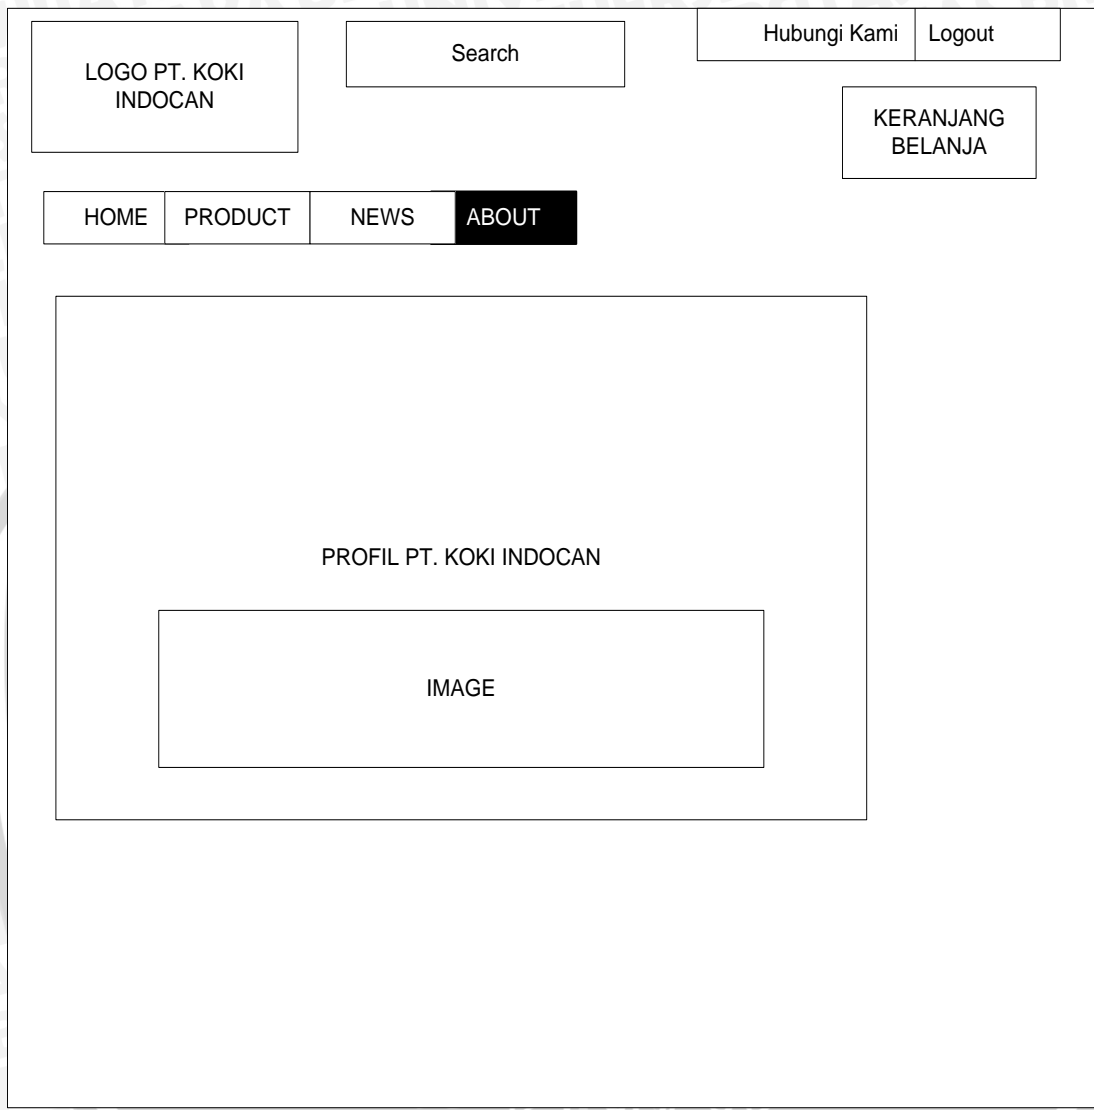 Hubungi Kami
Logout
Search
LOGO PT. KOKI
INDOCAN
KERANJANG
BELANJA
HOME
PRODUCT
NEWS
ABOUT
PROFIL PT. KOKI INDOCAN
IMAGE